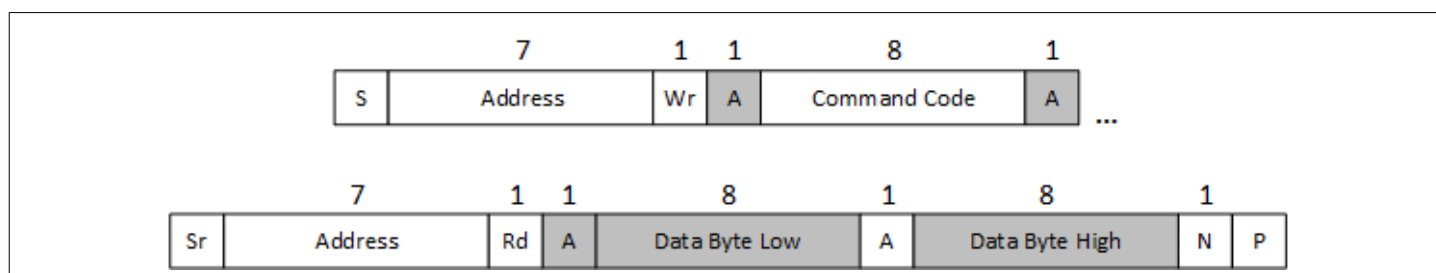 7 1 1 8 1
S Address Wr A Command Code A ...
7 1 1 8 1 8 1
Sr Address Rd A Data Byte Low A Data Byte High N P